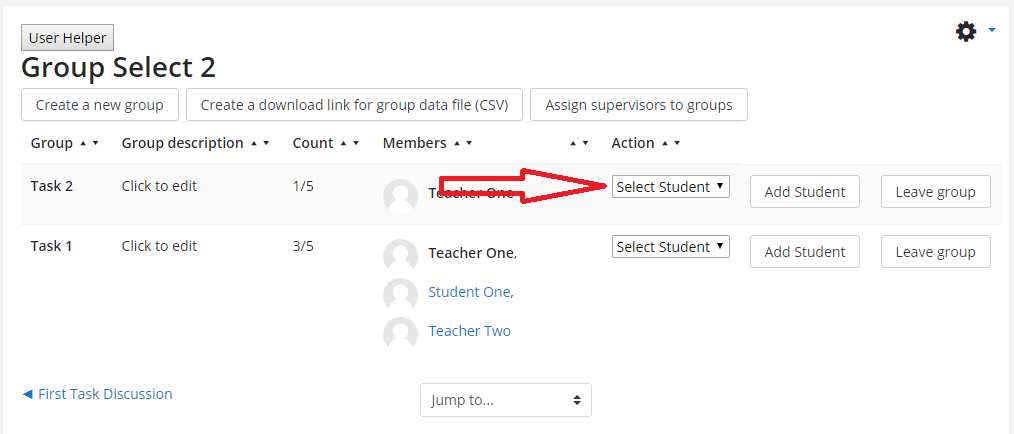 User Helper
Group Select 2
Create a new group Create a download link for group data file (CSV) Assign supervisors to groups
Group Group description Count Members Action
Task 2 Click to edit 1/5 Teacher One Select Student Add Student Leave group
Task 1 Click to edit 3/5 Teacher One, Select Student Add Student Leave group
Student One,
Teacher Two
First Task Discussion Jump to...